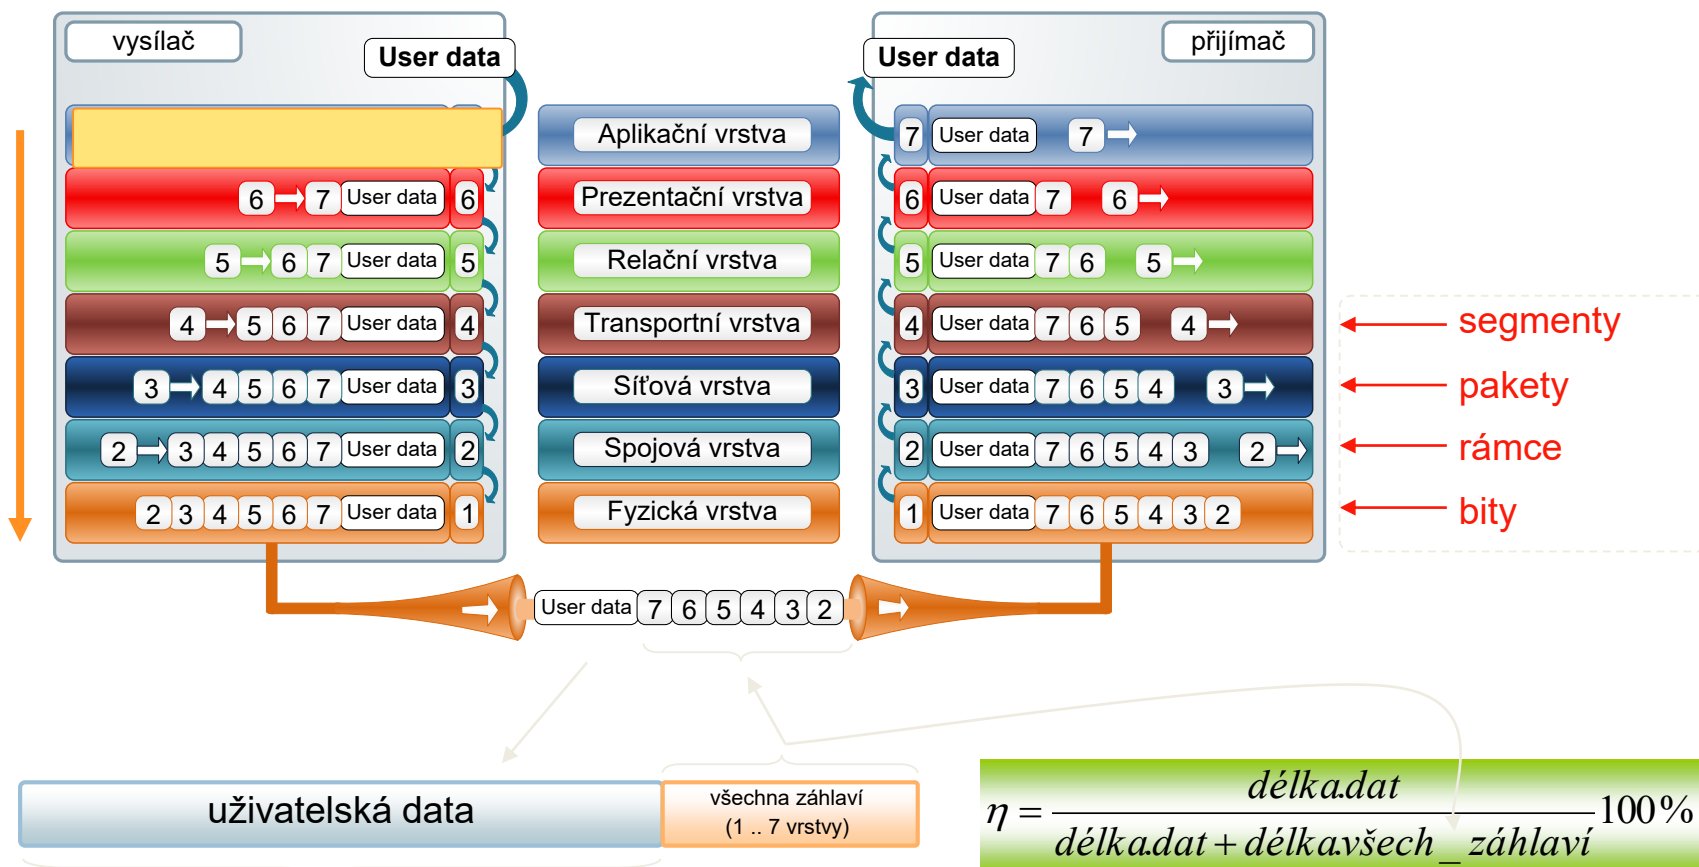 vysílač
přijímač
User data
User data
Aplikační vrstva
7 User data 7
6 7 User data 6
Prezentační vrstva
6 User data 7 6
5 6 7 User data 5
Relační vrstva
5 User data 7 6 5
4 5 6 7 User data 4
Transportní vrstva
4 User data 7 6 5 4
segmenty
3 4 5 6 7 User data 3
Síťová vrstva
3 User data 7 6 5 4 3
pakety
2 3 4 5 6 7 User data 2
Spojová vrstva
2 User data 7 6 5 4 3 2
rámce
2 3 4 5 6 7 User data 1
Fyzická vrstva
1 User data 7 6 5 4 3 2
bity
User data 7 6 5 4 3 2
uživatelská data
všechna záhlaví
(1 .. 7 vrstvy)
délka.dat
η = 100%
délka.dat + délka.všech _ záhlaví